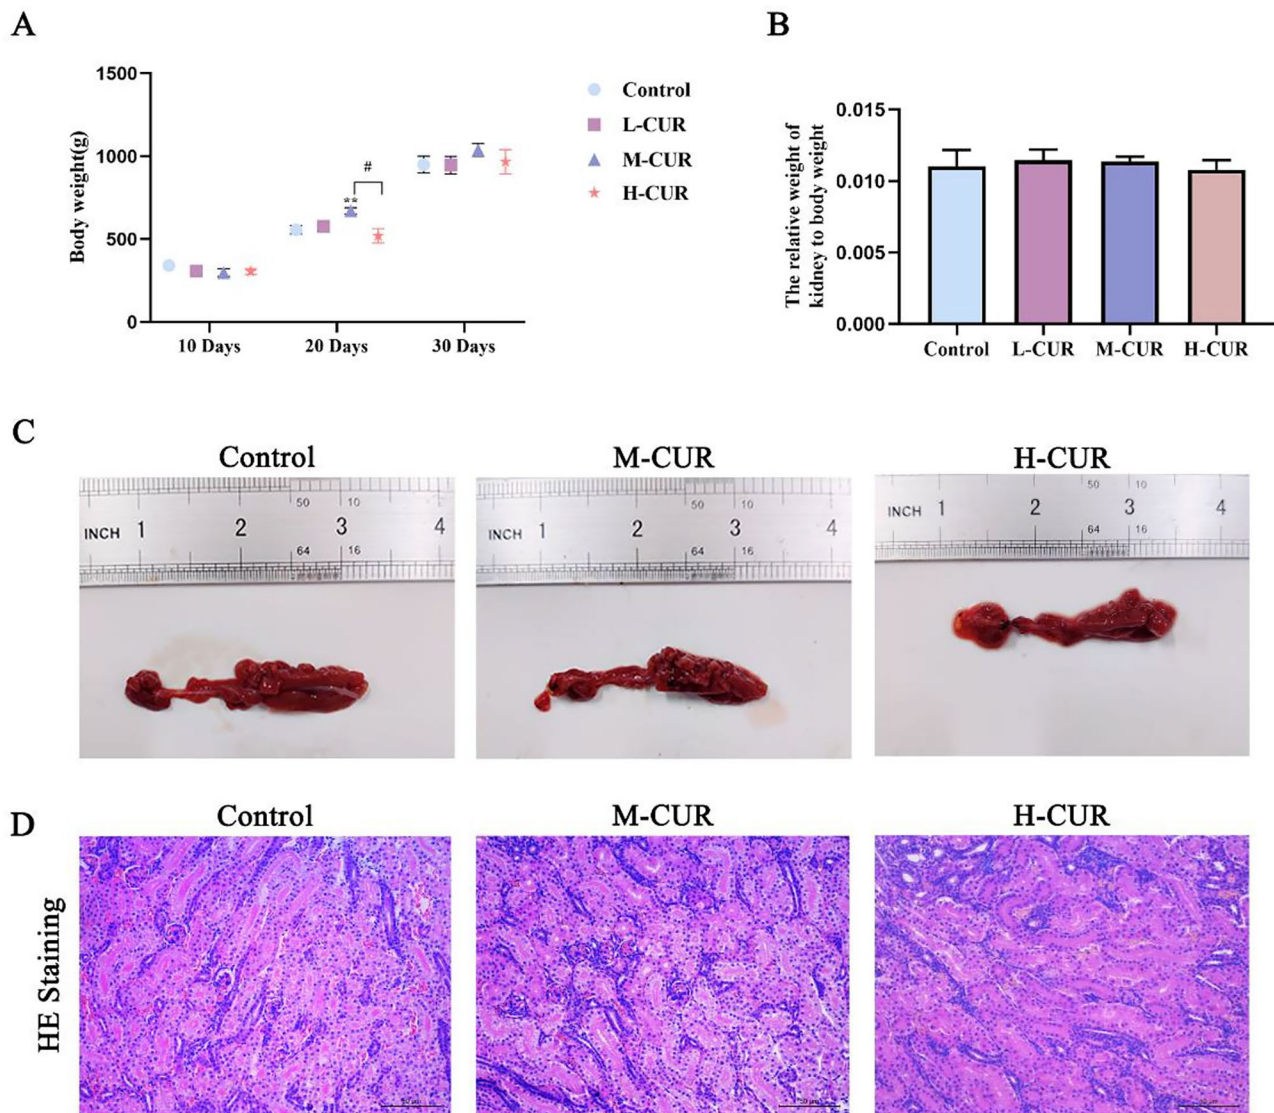 A
1500
1000
500
0
Body weight(g)
#
**
10 Days
20 Days
30 Days
Control
L-CUR
M-CUR
H-CUR
B
0.015
0.010
0.005
0.000
The relative weight of
kidney to body weight
Control
L-CUR
M-CUR
H-CUR
C
Control
M-CUR
H-CUR
50 10
INCH 1 2 3 4
64 16
50 10
INCH 1 2 3 4
64 16
50 10
INCH 1 2 3 4
64 16
D
Control
M-CUR
H-CUR
HE Staining